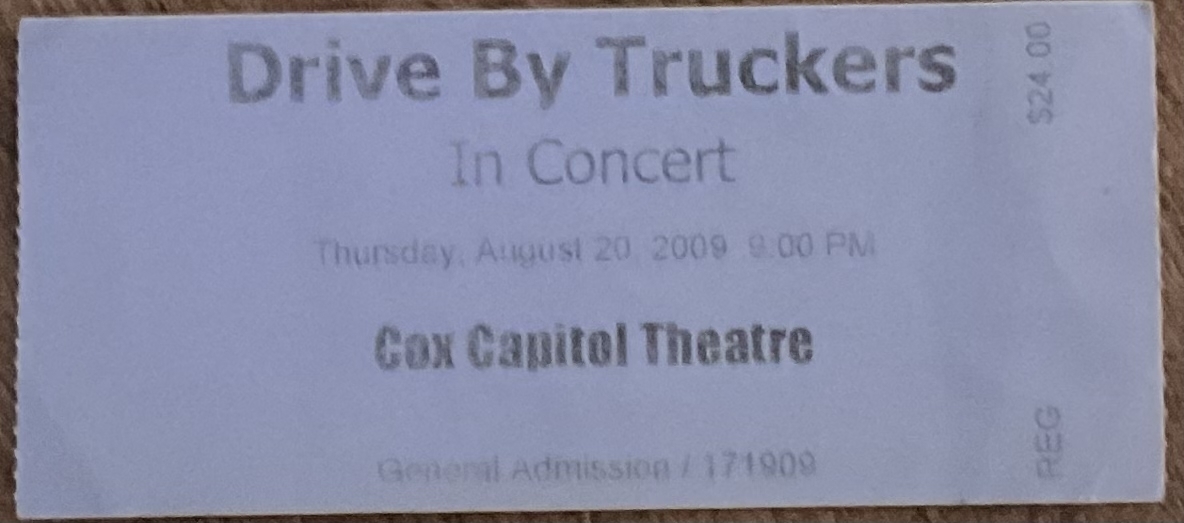 Drive By Truckers
In Concert
Thursday, August 20, 2009 9:00 PM
Cox Capitol Theatre
General Admission / 171909
$24.00
REG